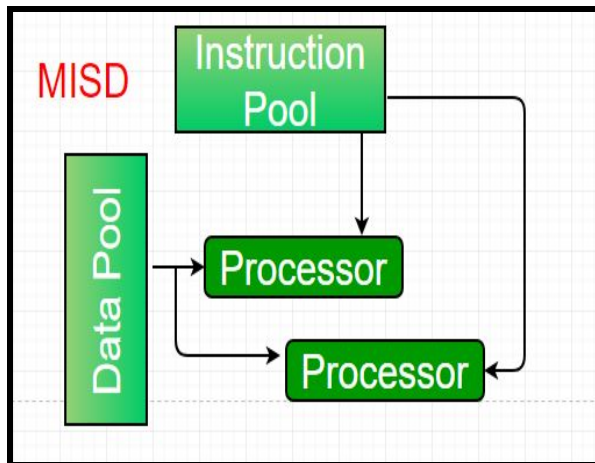 MISD
Instruction
Pool
Data Pool
Processor
Processor